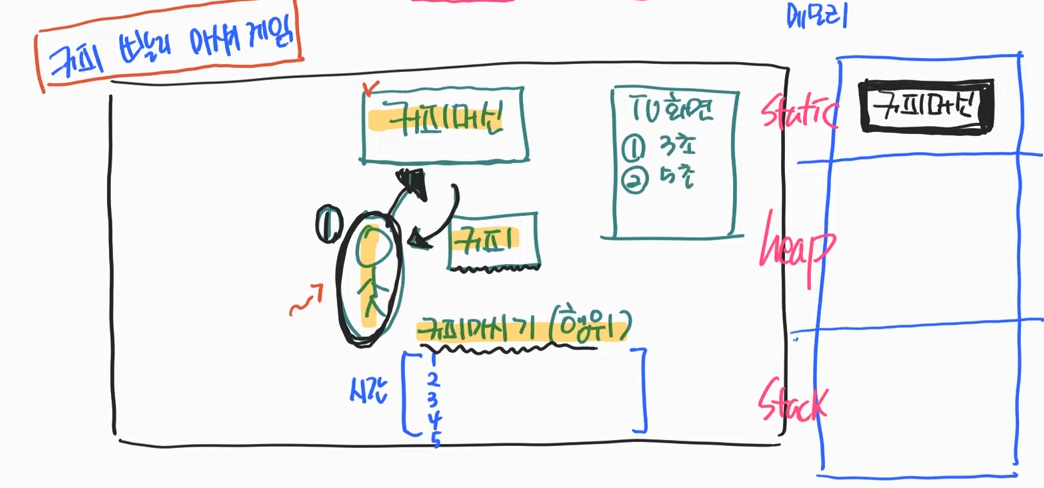 메모리
커피 빨리 마셔 게임
커피머신
TV화면
① 3초
② 5초
static
커피머신
①
커피
heap
커피마시기 (행위)
시간
1
2
3
4
5
stack